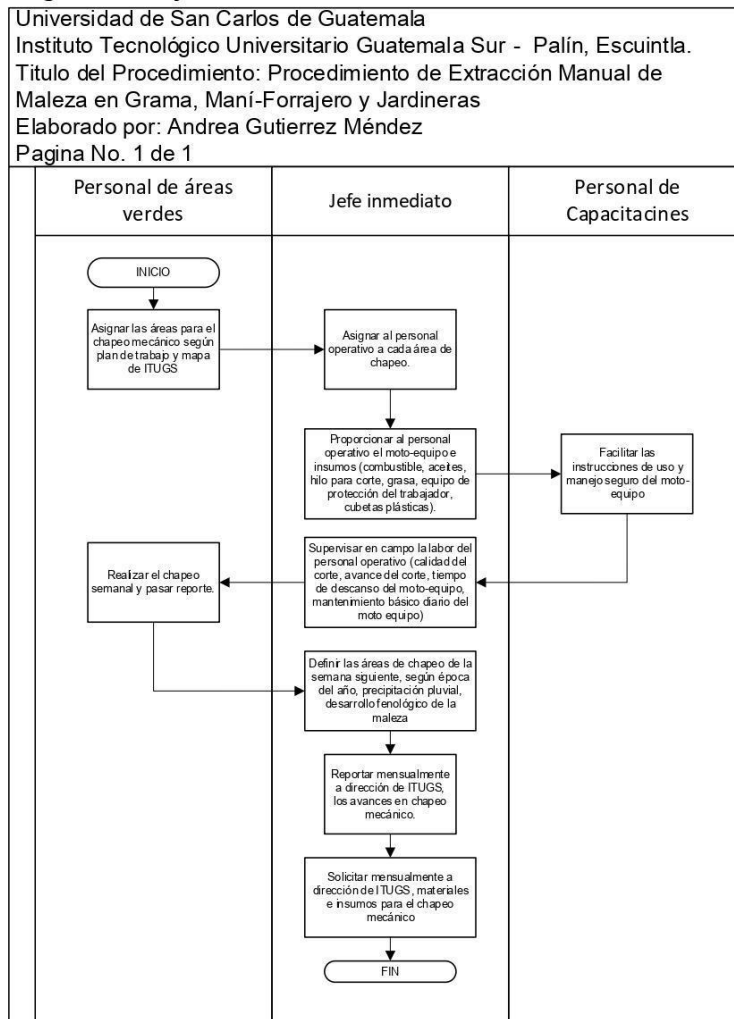 Universidad de San Carlos de Guatemala
Instituto Tecnológico Universitario Guatemala Sur - Palín, Escuintla.
Titulo del Procedimiento: Procedimiento de Extracción Manual de
Maleza en Grama, Maní-Forrajero y Jardineras
Elaborado por: Andrea Gutierrez Méndez
Pagina No. 1 de 1
Personal de áreas
verdes
Jefe inmediato
Personal de
Capacitacines
INICIO
Asignar las áreas para el
chapeo mecánico según
plan de trabajo y mapa
de ITUGS
Asignar al personal
operativo a cada área de
chapeo.
Proporcionar al personal
operativo el moto-equipo e
insumos (combustible, aceites,
hilo para corte, grasa, equipo de
protección del trabajador,
cubetas plásticas).
Facilitar las
instrucciones de uso y
manejo seguro del moto-
equipo
Supervisar en campo la labor del
personal operativo (calidad del
corte, avance del corte, tiempo
de descanso del moto-equipo,
mantenimiento básico diario del
moto equipo)
Realizar el chapeo
semanal y pasar reporte.
Definir las áreas de chapeo de la
semana siguiente, según época
del año, precipitación pluvial,
desarrollo fenológico de la
maleza
Reportar mensualmente
a dirección de ITUGS,
los avances en chapeo
mecánico.
Solicitar mensualmente a
dirección de ITUGS, materiales
e insumos para el chapeo
mecánico
FIN